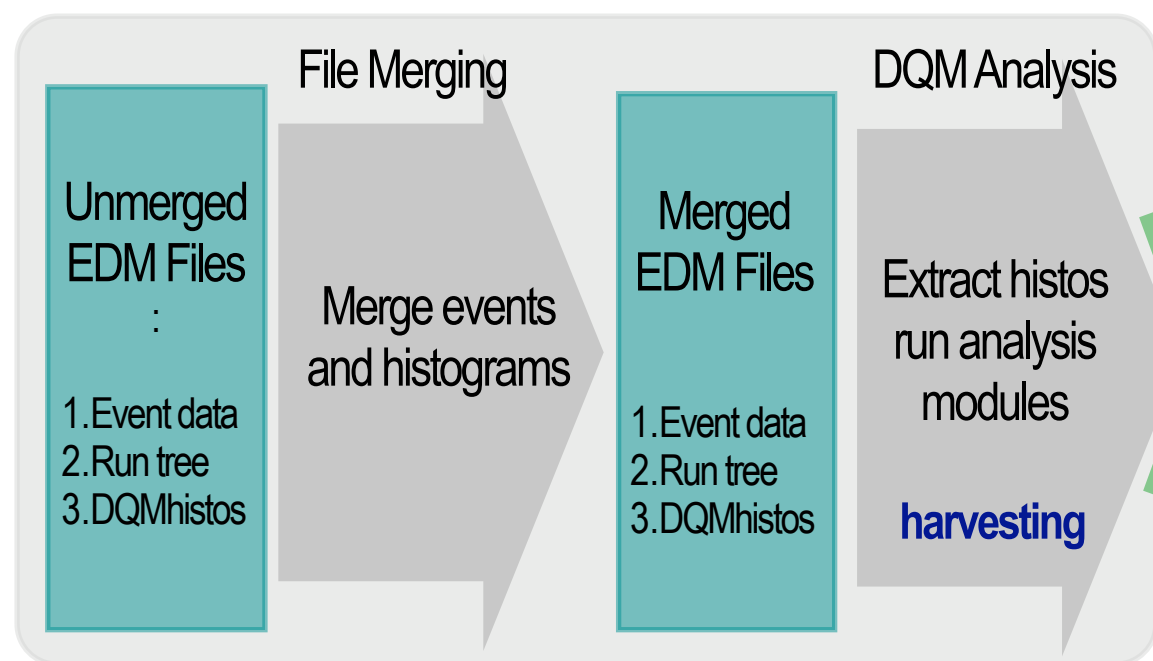 File Merging
DQM Analysis
Unmerged
EDM Files
:
1.Event data
2.Run tree
3.DQMhistos
Merge events
and histograms
Merged
EDM Files
1.Event data
2.Run tree
3.DQMhistos
Extract histos
run analysis
modules
harvesting